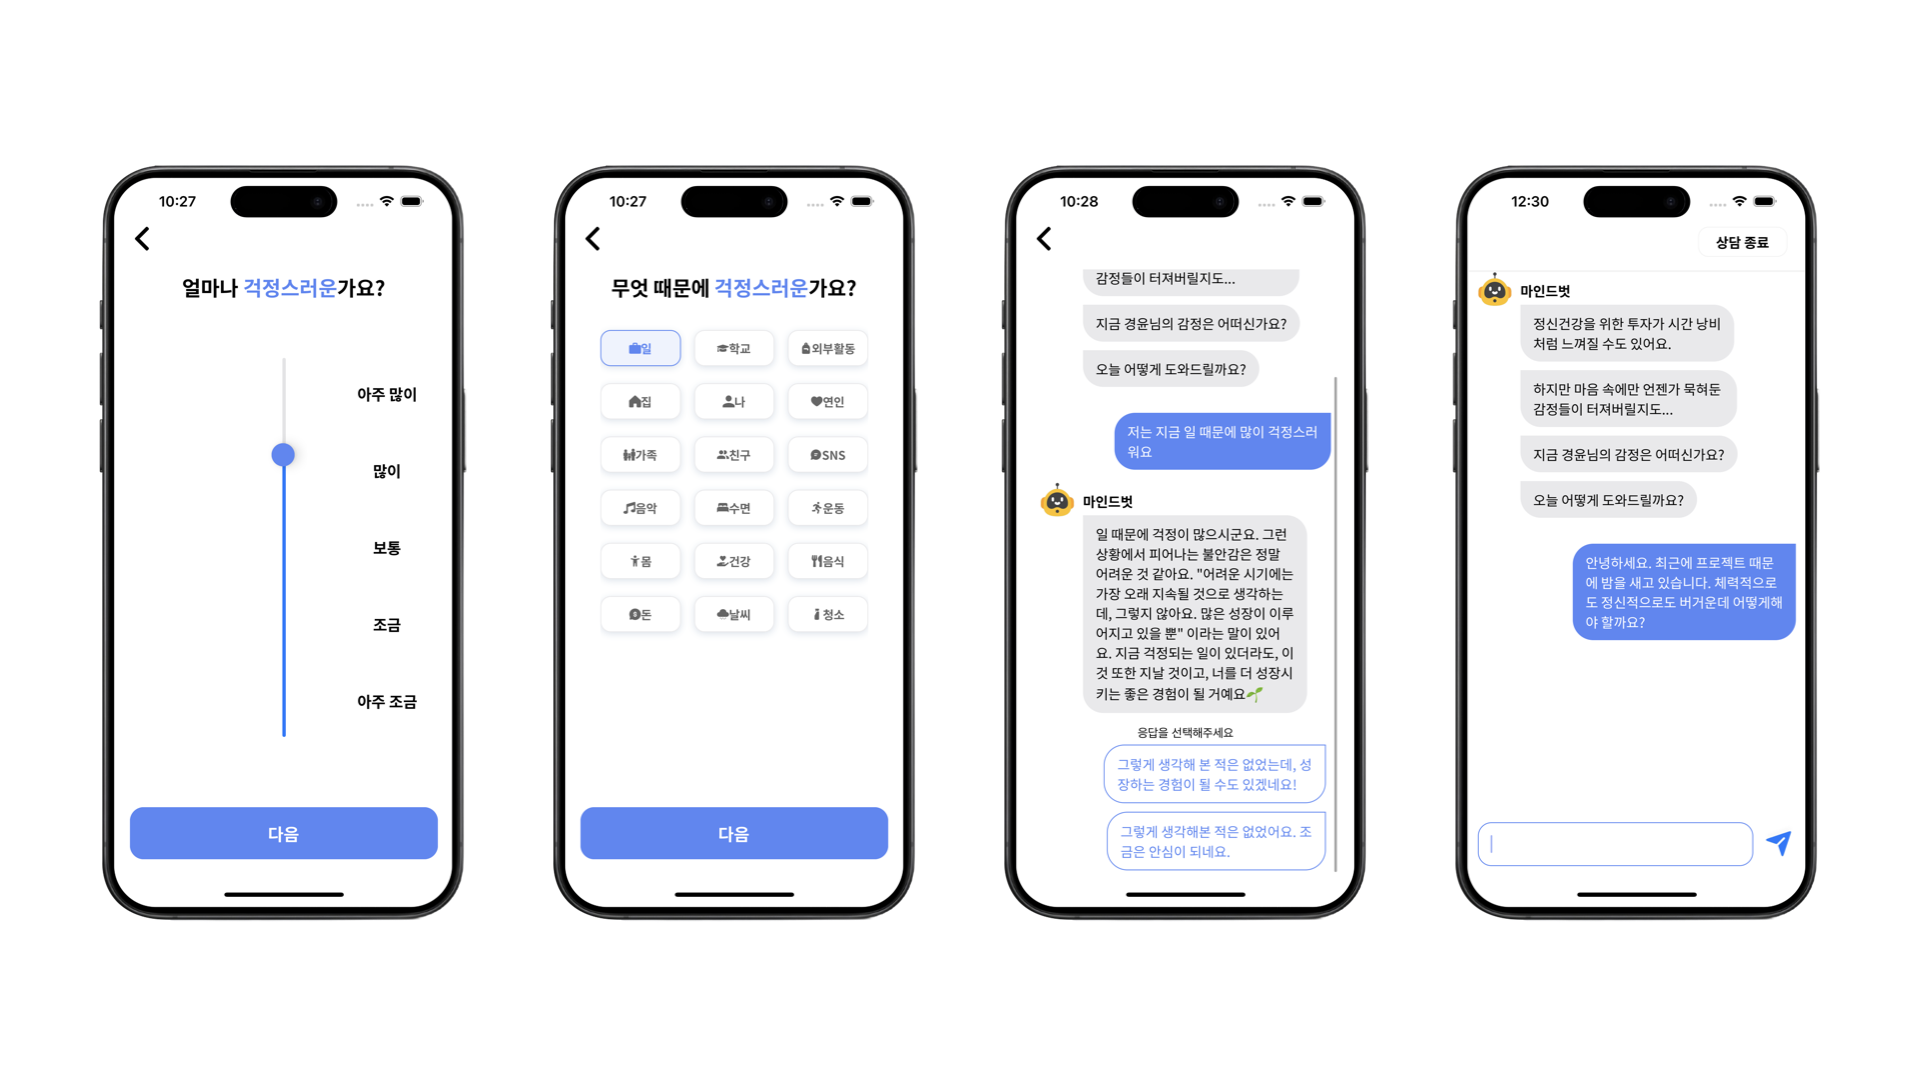 10:27
얼마나 걱정스러운가요?
아주 많이
많이
보통
조금
아주 조금
다음
10:27
무엇 때문에 걱정스러운가요?
일 학교 외부활동
집 나 연인
가족 친구 SNS
음악 수면 운동
몸 건강 음식
돈 날씨 청소
다음
10:28
감정들이 터져버릴지도...
지금 경윤님의 감정은 어떠신가요?
오늘 어떻게 도와드릴까요?
저는 지금 일 때문에 많이 걱정스러
워요
마인드벗
일 때문에 걱정이 많으시군요. 그런
상황에서 피어나는 불안감은 정말
어려운 것 같아요. "어려운 시기에는
가장 오래 지속될 것으로 생각하는
데, 그렇지 않아요. 많은 성장이 이루
어지고 있을 뿐" 이라는 말이 있어
요. 지금 걱정되는 일이 있더라도, 이
것 또한 지날 것이고, 너를 더 성장시
키는 좋은 경험이 될 거예요🌱
응답을 선택해주세요
그렇게 생각해 본 적은 없었는데, 성
장하는 경험이 될 수도 있겠네요!
그렇게 생각해본 적은 없었어요. 조
금은 안심이 되네요.
12:30
상담 종료
마인드벗
정신건강을 위한 투자가 시간 낭비
처럼 느껴질 수도 있어요.
하지만 마음 속에만 언젠가 묵혀둔
감정들이 터져버릴지도...
지금 경윤님의 감정은 어떠신가요?
오늘 어떻게 도와드릴까요?
안녕하세요. 최근에 프로젝트 때문
에 밤을 새고 있습니다. 체력적으로
도 정신적으로도 버거운데 어떻게해
야 할까요?